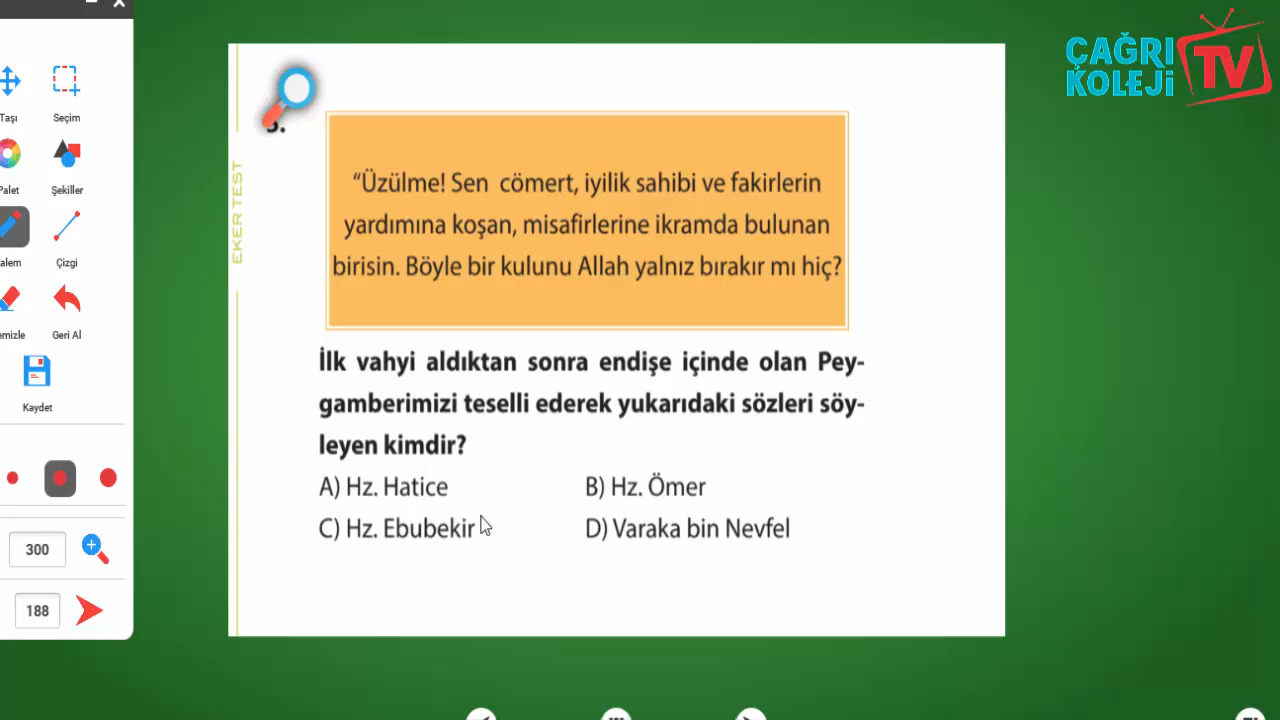 ÇAĞRI
KOLEJİ
TV
Taşı
Seçim
Palet
Şekiller
alem
Çizgi
emizle
Geri Al
Kaydet
300
188
EKER TEST
“Üzülme! Sen cömert, iyilik sahibi ve fakirlerin
yardımına koşan, misafirlerine ikramda bulunan
birisin. Böyle bir kulunu Allah yalnız bırakır mı hiç?
İlk vahyi aldıktan sonra endişe içinde olan Pey-
gamberimizi teselli ederek yukarıdaki sözleri söy-
leyen kimdir?
A) Hz. Hatice
B) Hz. Ömer
C) Hz. Ebubekir
D) Varaka bin Nevfel